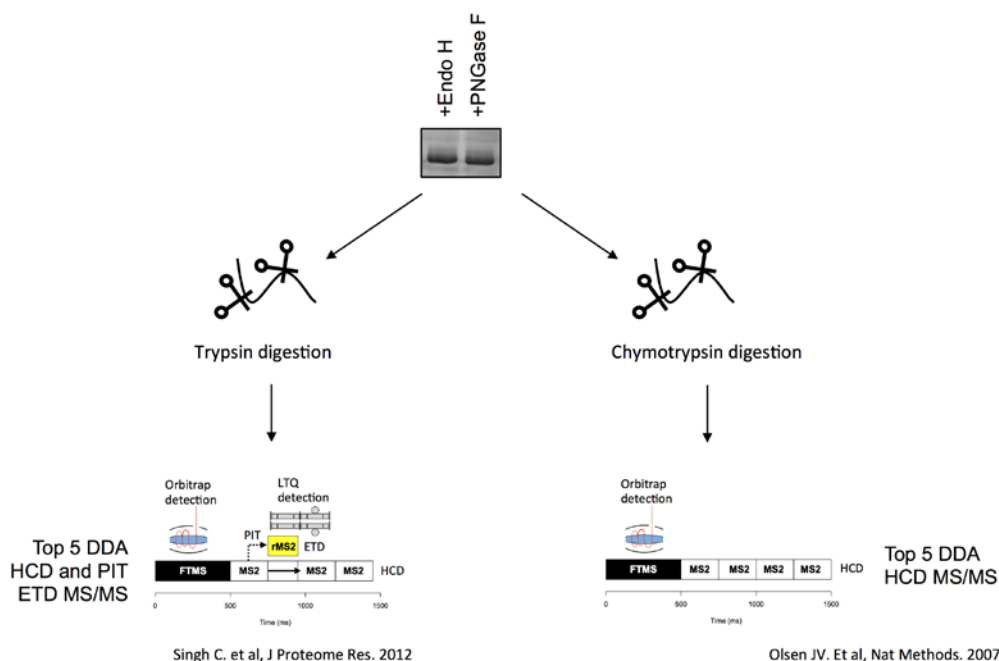 +Endo H
+PNGase F
Trypsin digestion
Chymotrypsin digestion
Orbitrap
detection
LTQ
detection
PIT
rMS2
ETD
Top 5 DDA
HCD and PIT
ETD MS/MS
FTMS
MS2
MS2
MS2
HCD
0
500
1000
1500
Time (ms)
Singh C. et al, J Proteome Res. 2012
Orbitrap
detection
FTMS
MS2
MS2
MS2
MS2
HCD
Top 5 DDA
HCD MS/MS
0
500
1000
1500
Time (ms)
Olsen JV. Et al, Nat Methods. 2007